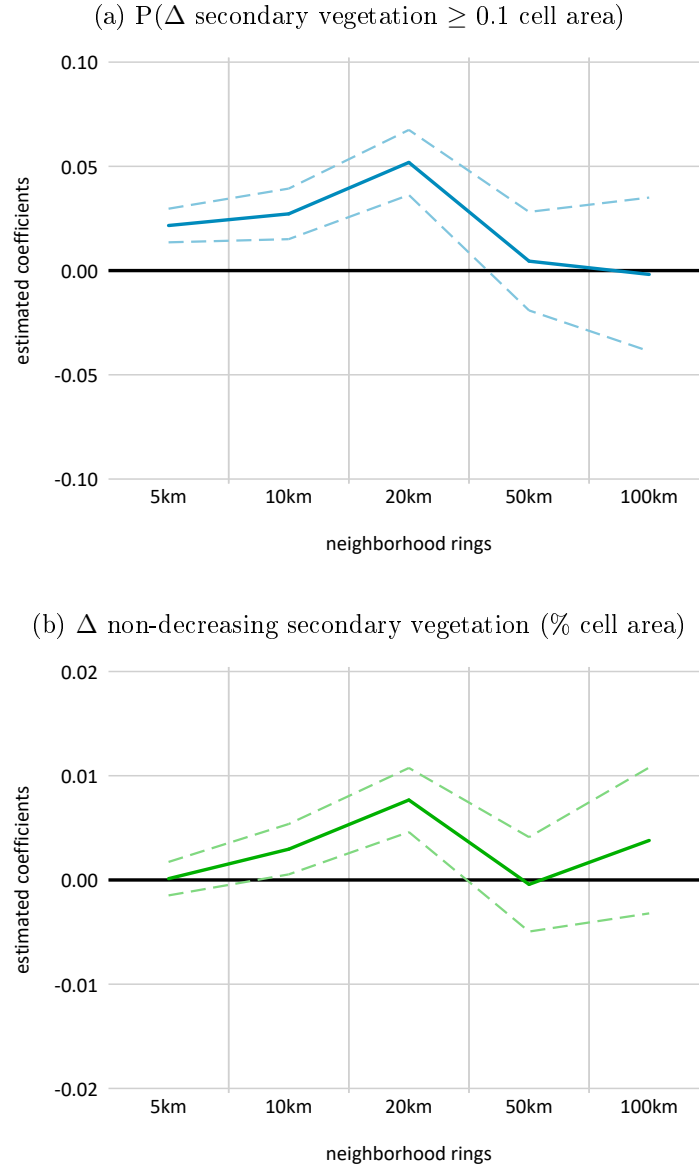 (a) P(Δ secondary vegetation ≥ 0.1 cell area)
0.10
0.05
0.00
-0.05
-0.10
estimated coefficients
5km 10km 20km 50km 100km
neighborhood rings
(b) Δ non-decreasing secondary vegetation (% cell area)
0.02
0.01
0.00
-0.01
-0.02
estimated coefficients
5km 10km 20km 50km 100km
neighborhood rings